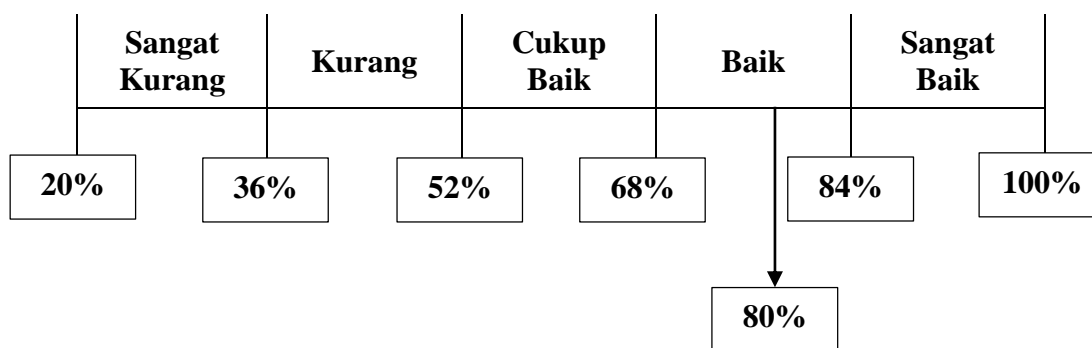 Sangat
Kurang
Kurang
Cukup
Baik
Baik
Sangat
Baik
20%
36%
52%
68%
84%
100%
80%